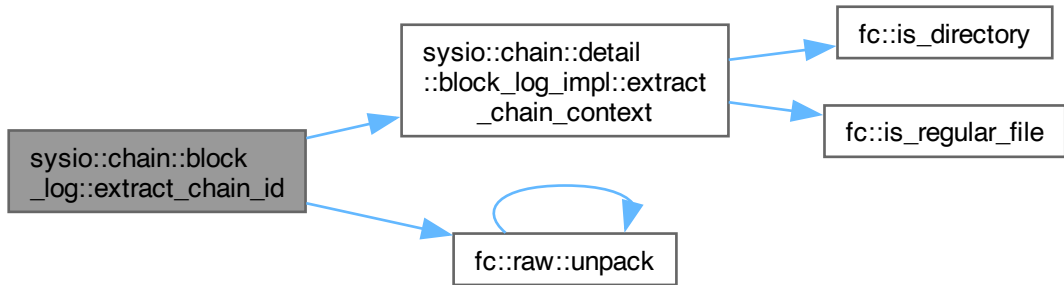 sysio::chain::block
_log::extract_chain_id
sysio::chain::detail
::block_log_impl::extract
_chain_context
fc::is_directory
fc::is_regular_file
fc::raw::unpack